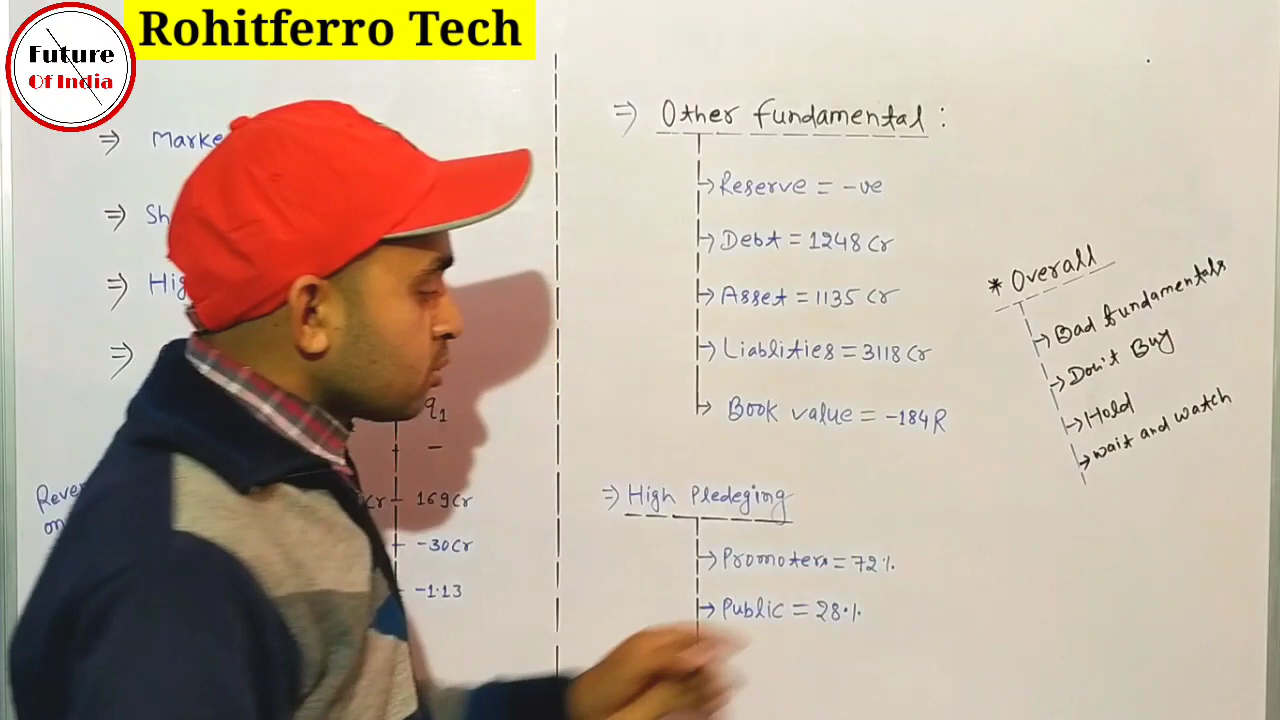 Rohitferro Tech
Future
Of India
⇒ Marke
⇒ Sh
⇒ Hig
⇒
q1
-
Reven
on
Cr 169Cr
-30Cr
-1.13
⇒ Other fundamental :
→ Reserve = -ve
→ Debt = 1248 Cr
→ Asset = 1135 Cr
→ Liablities = 3118 Cr
→ Book value = -184 R
⇒ High Pledeging
→ Promoters = 72%
→ Public = 28%
* Overall
→ Bad fundamentals
→ Don't Buy
→ Hold
→ wait and watch